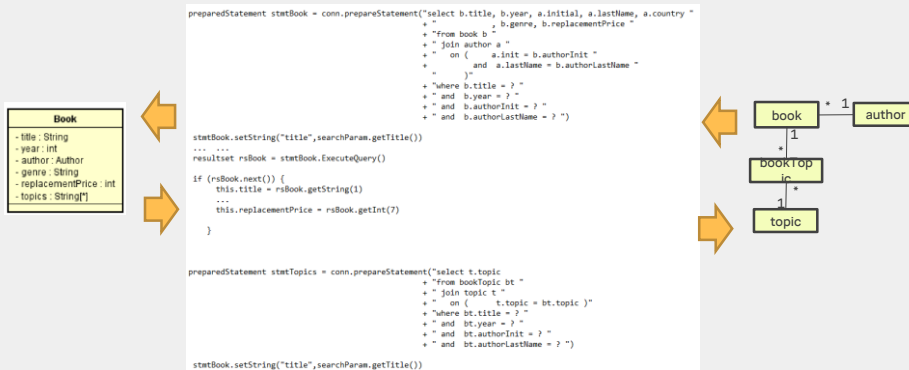 preparedStatement stmtBook = conn.prepareStatement("select b.title, b.year, a.initial, a.lastName, a.country "
+ " , b.genre, b.replacementPrice "
+ "from book b "
+ " join author a "
+ " on ( a.init = b.authorInit "
and a.lastName = b.authorLastName "
" )"
+ "where b.title = ? "
+ " and b.year = ? "
+ " and b.authorInit = ? "
+ " and b.authorLastName = ? ")
stmtBook.setString("title",searchParam.getTitle())
... ...
resultset rsBook = stmtBook.ExecuteQuery()
if (rsBook.next()) {
this.title = rsBook.getString(1)
...
this.replacementPrice = rsBook.getInt(7)
}
preparedStatement stmtTopics = conn.prepareStatement("select t.topic
+ "from bookTopic bt "
+ " join topic t "
+ " on ( t.topic = bt.topic )"
+ "where bt.title = ? "
+ " and bt.year = ? "
+ " and bt.authorInit = ? "
+ " and bt.authorLastName = ? ")
stmtBook.setString("title",searchParam.getTitle())
Book
- title : String
- year : int
- author : Author
- genre : String
- replacementPrice : int
- topics : String[*]
book * 1 author
1
*
bookTop
ic
*
1
topic